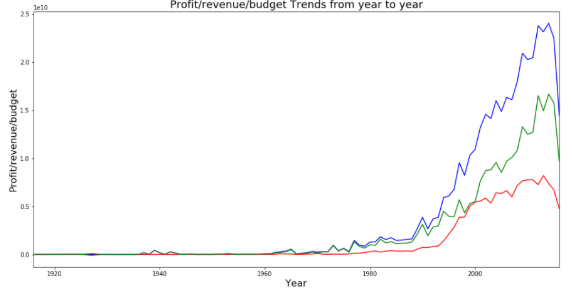 Profit/revenue/budget Trends from year to year
1e10
2.5
2.0
1.5
1.0
0.5
0.0
Profit/revenue/budget
1920
1940
1960
1980
2000
Year